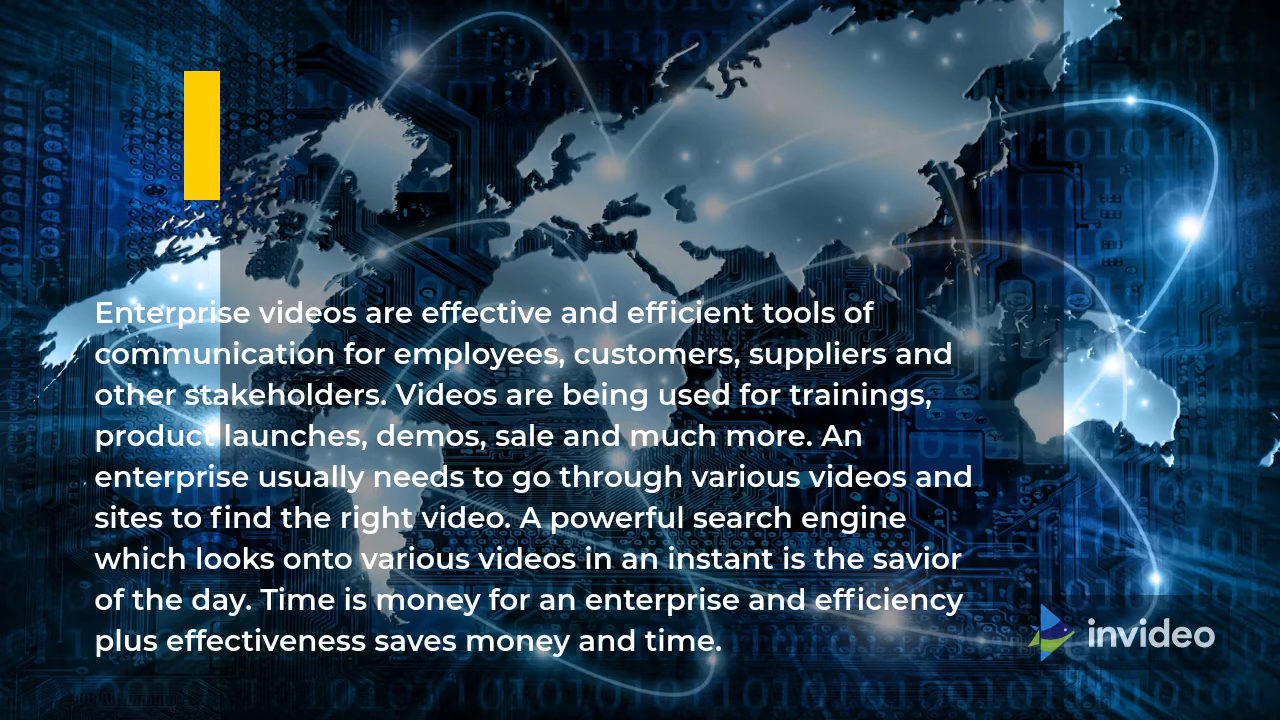 Enterprise videos are effective and efficient tools of
communication for employees, customers, suppliers and
other stakeholders. Videos are being used for trainings,
product launches, demos, sale and much more. An
enterprise usually needs to go through various videos and
sites to find the right video. A powerful search engine
which looks onto various videos in an instant is the savior
of the day. Time is money for an enterprise and efficiency
plus effectiveness saves money and time.
invideo